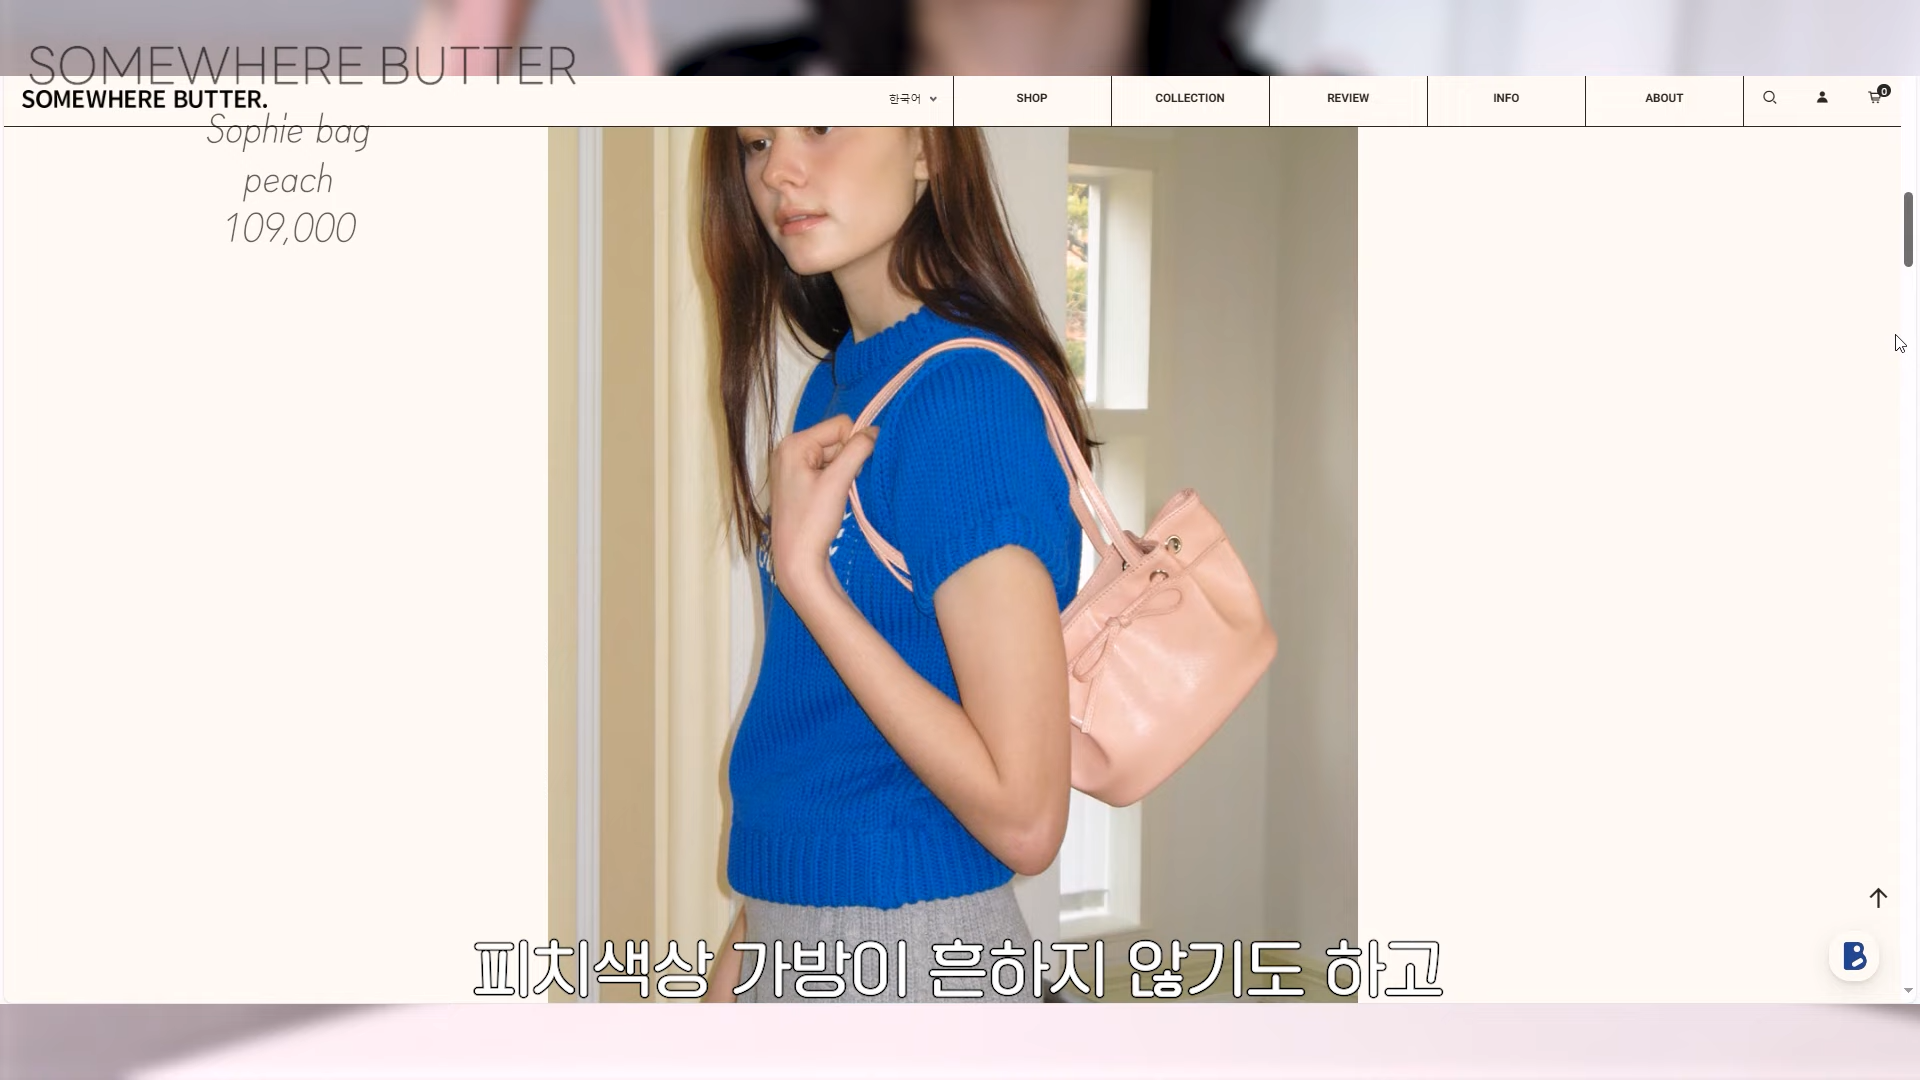 SOMEWHERE BUTTER
SOMEWHERE BUTTER.
한국어
SHOP
COLLECTION
REVIEW
INFO
ABOUT
0
Sophie bag
peach
109,000
B
피치색상 가방이 흔하지 않기도 하고